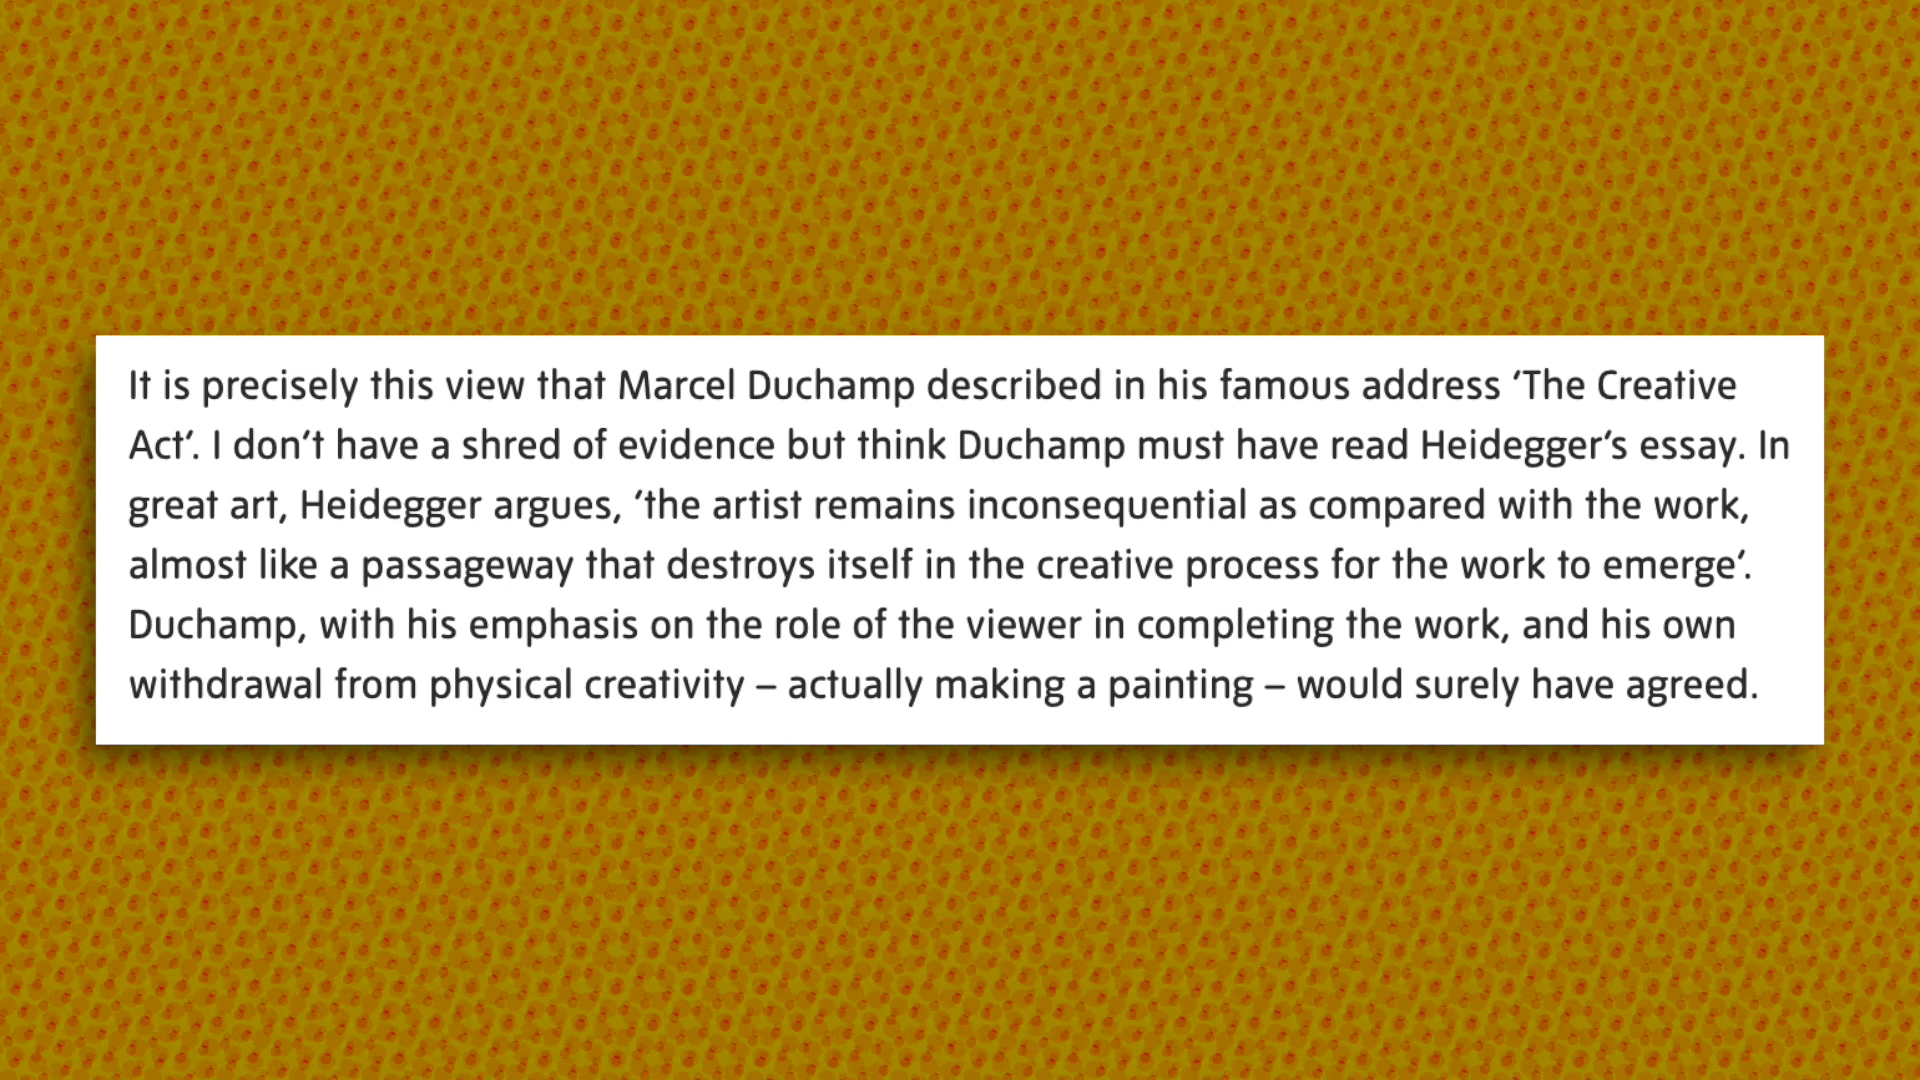 It is precisely this view that Marcel Duchamp described in his famous address ‘The Creative
Act’. I don’t have a shred of evidence but think Duchamp must have read Heidegger’s essay. In
great art, Heidegger argues, ‘the artist remains inconsequential as compared with the work,
almost like a passageway that destroys itself in the creative process for the work to emerge’.
Duchamp, with his emphasis on the role of the viewer in completing the work, and his own
withdrawal from physical creativity – actually making a painting – would surely have agreed.